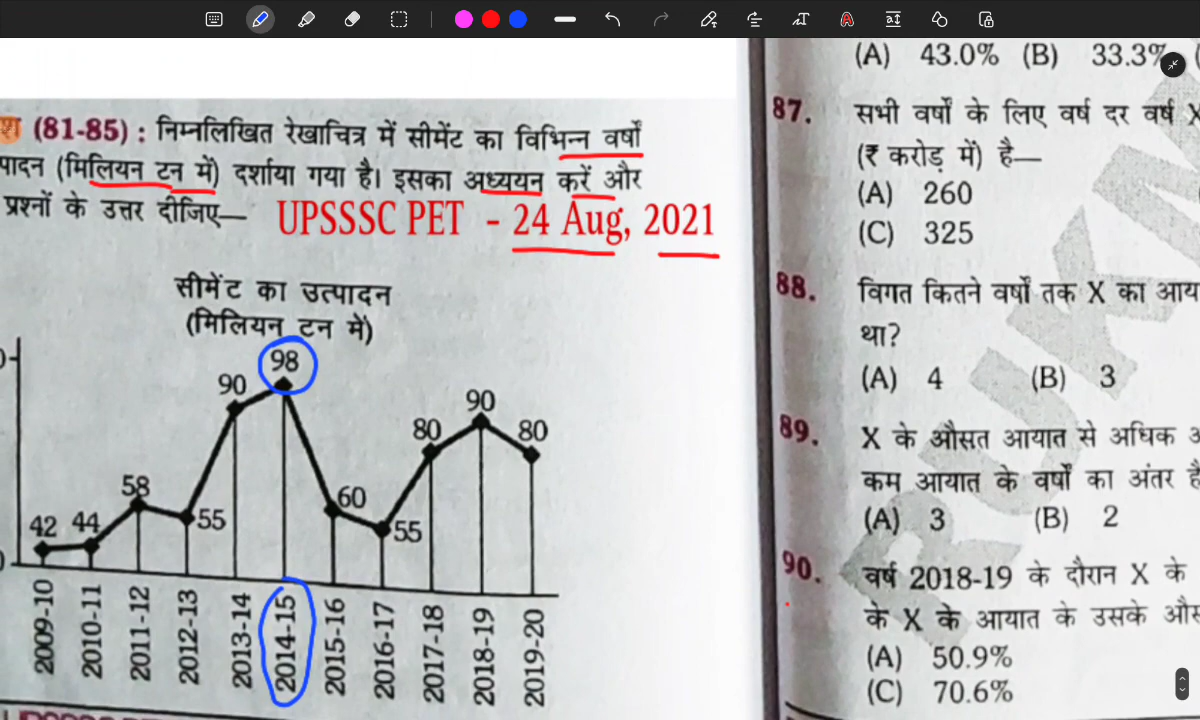 (81-85) : निम्नलिखित रेखाचित्र में सीमेंट का विभिन्न वर्षों
(मिलियन टन में) दर्शाया गया है। इसका अध्ययन करें और
प्रश्नों के उत्तर दीजिए—
UPSSSC PET - 24 Aug, 2021
सीमेंट का उत्पादन
(मिलियन टन में)
42 44 58 55 90 98 60 55 80 90 80
2009-10 2010-11 2011-12 2012-13 2013-14 2014-15 2015-16 2016-17 2017-18 2018-19 2019-20
(A) 43.0% (B) 33.3%
87. सभी वर्षों के लिए वर्ष दर वर्ष X
(₹ करोड़ में) है—
(A) 260
(C) 325
88. विगत कितने वर्षों तक X का
था?
(A) 4 (B) 3
89. X के औसत आयात से अधिक
कम आयात के वर्षों का अंतर
(A) 3 (B) 2
90. वर्ष 2018-19 के दौरान X के
के X के आयात के उसके
(A) 50.9%
(C) 70.6%